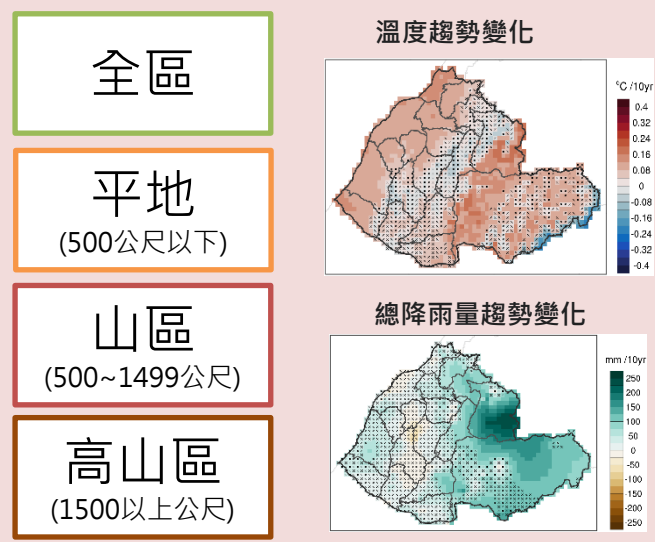 全區
平地
(500公尺以下)
山區
(500~1499公尺)
高山區
(1500以上公尺)
溫度趨勢變化
°C /10yr
0.4
0.32
0.24
0.16
0.08
0
-0.08
-0.16
-0.24
-0.32
-0.4
總降雨量趨勢變化
mm /10yr
250
200
150
100
50
0
-50
-100
-150
-200
-250